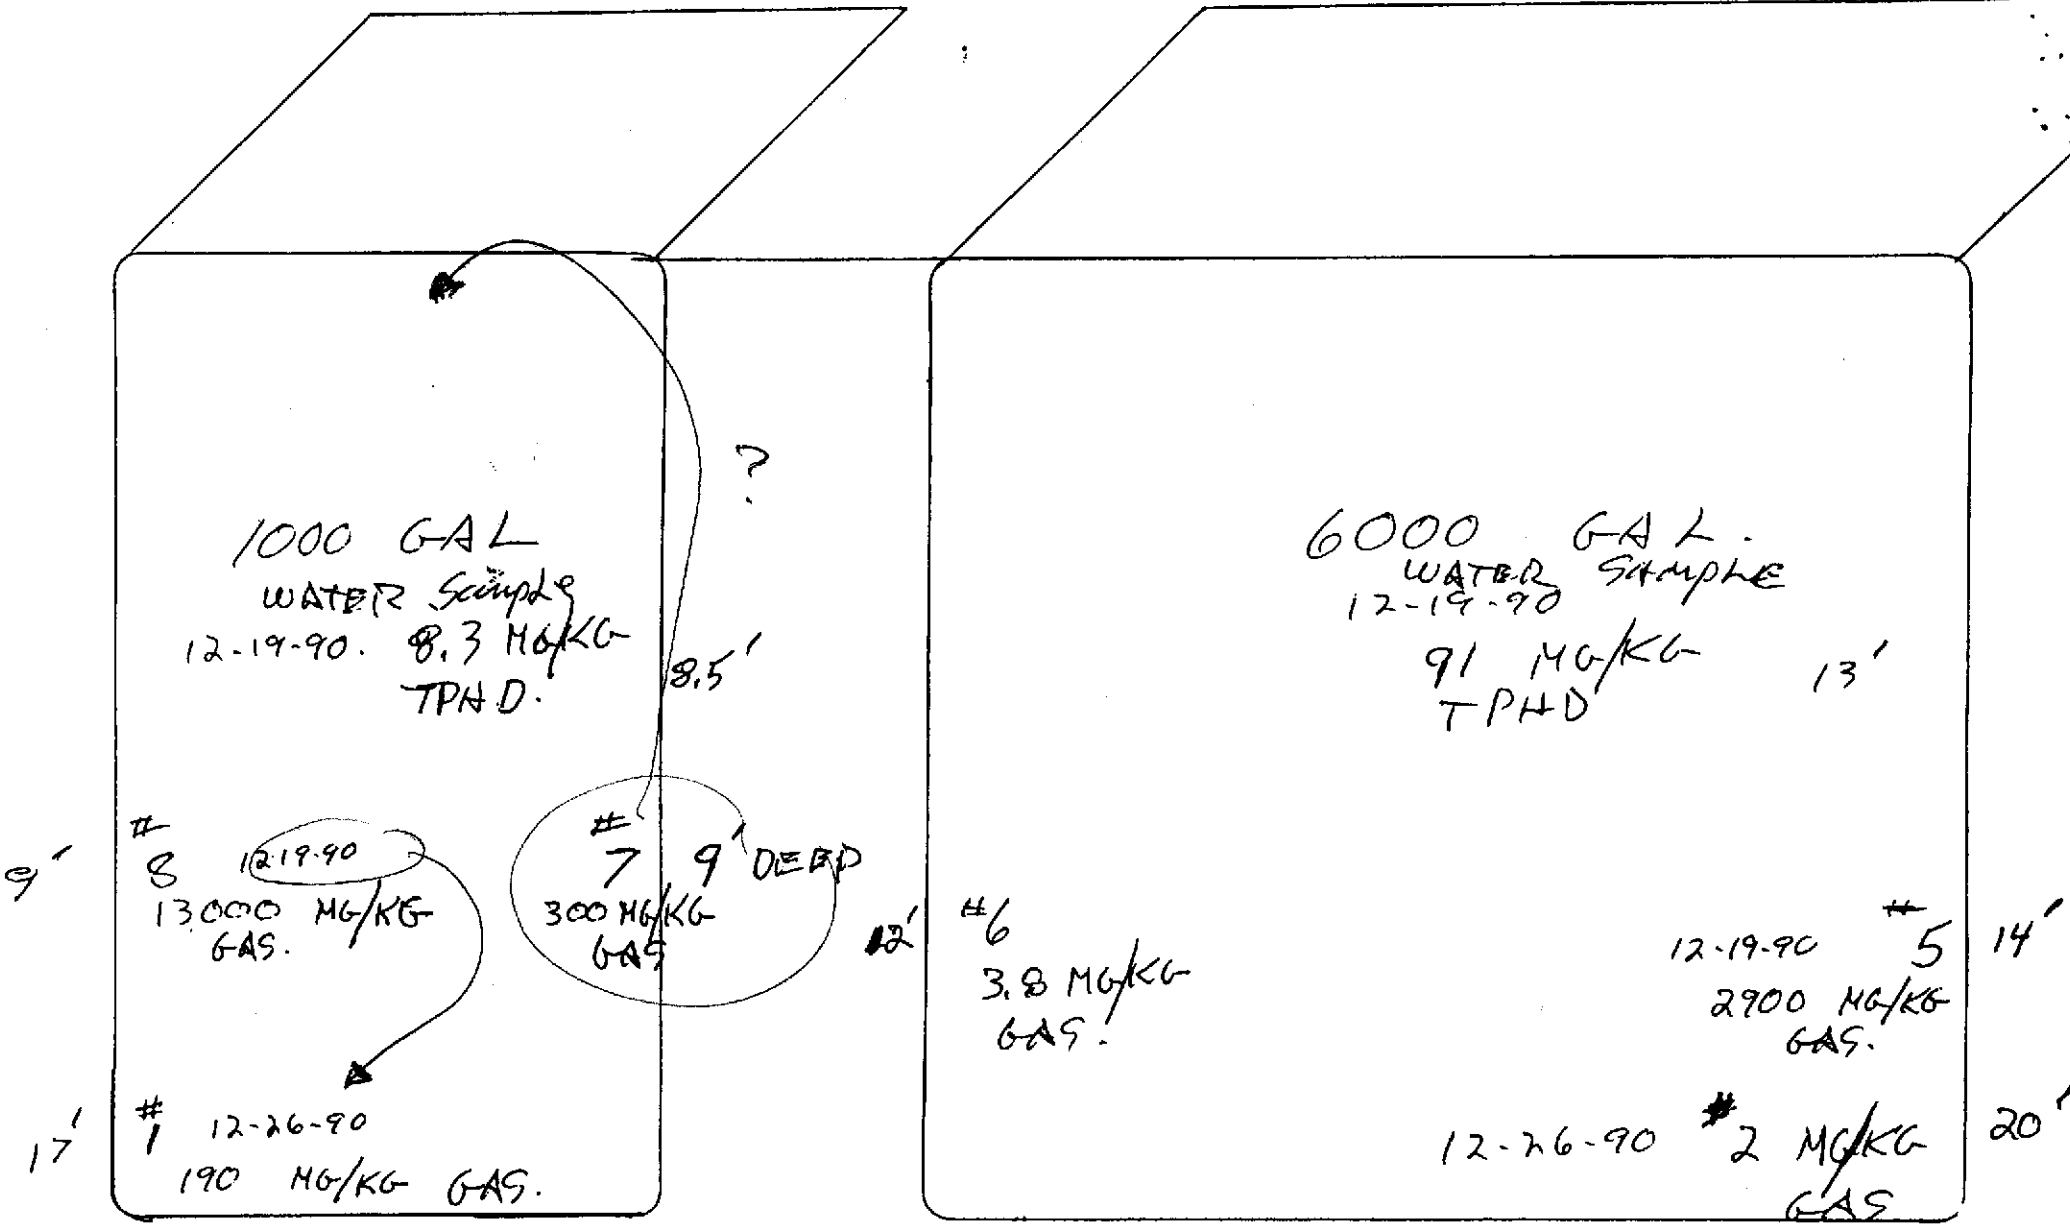 ?
1000 GAL
WATER Sample
12-19-90. 8.3 MG/KG
TPHD.
8.5'
6000 GAL.
WATER SAMPLE
12-19-90
91 MG/KG
TPHD
13'
9'
# 8 12-19-90
13000 MG/KG
GAS.
# 7 9' DEEP
300 MG/KG
GAS
12'
#6
3.8 MG/KG
GAS.
12-19-90 # 5
14'
2900 MG/KG
GAS.
17'
# 1 12-26-90
190 MG/KG GAS.
12-26-90 # 2 MG/KG
20'
GAS